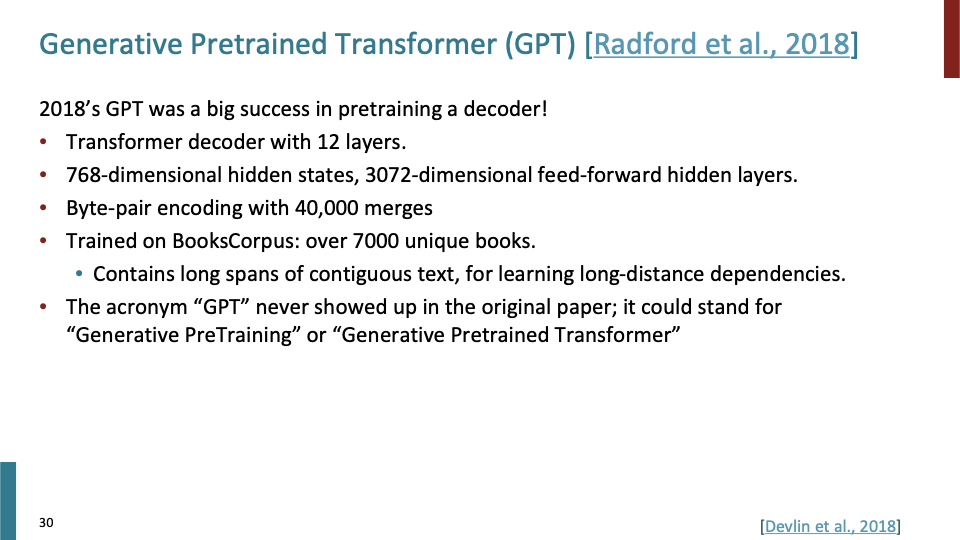 Generative Pretrained Transformer (GPT) [Radford et al., 2018]
2018’s GPT was a big success in pretraining a decoder!
• Transformer decoder with 12 layers.
• 768-dimensional hidden states, 3072-dimensional feed-forward hidden layers.
• Byte-pair encoding with 40,000 merges
• Trained on BooksCorpus: over 7000 unique books.
• Contains long spans of contiguous text, for learning long-distance dependencies.
• The acronym “GPT” never showed up in the original paper; it could stand for
“Generative PreTraining” or “Generative Pretrained Transformer”
30
[Devlin et al., 2018]